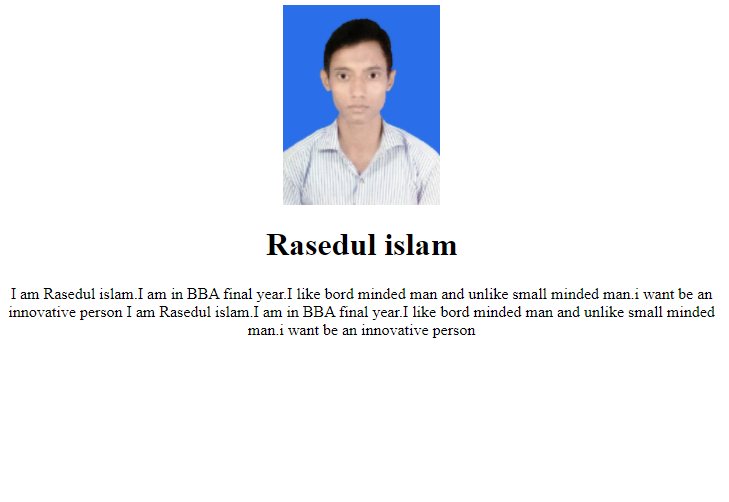 Rasedul islam
I am Rasedul islam.I am in BBA final year.I like bord minded man and unlike small minded man.i want be an
innovative person I am Rasedul islam.I am in BBA final year.I like bord minded man and unlike small minded
man.i want be an innovative person